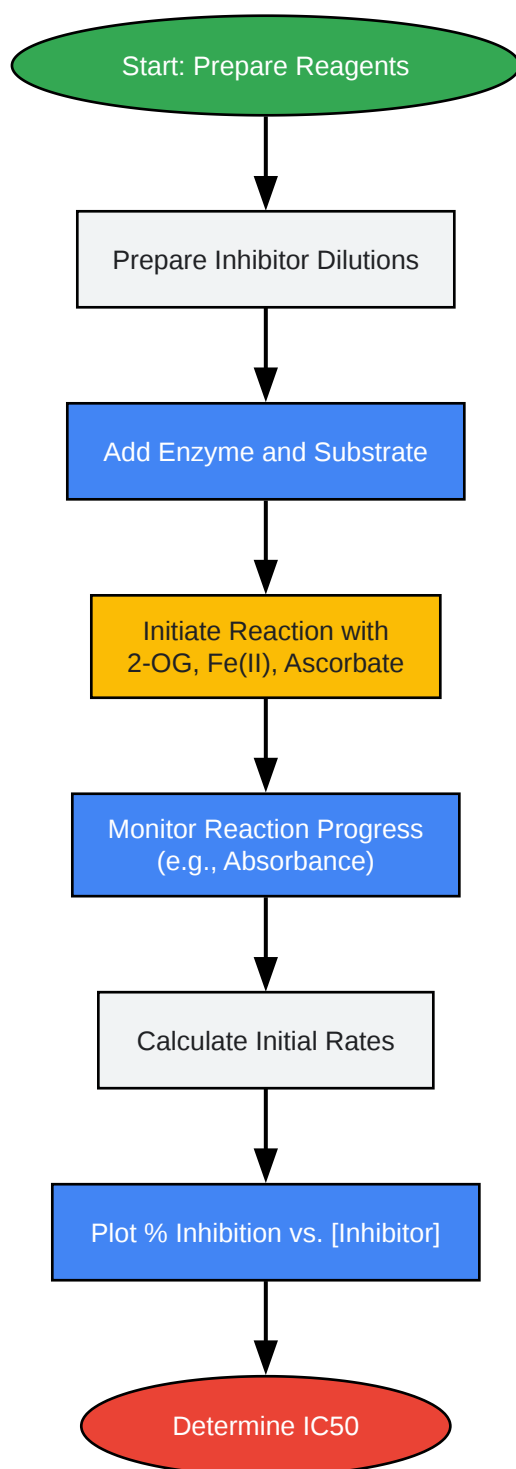 Start: Prepare Reagents
Prepare Inhibitor Dilutions
Add Enzyme and Substrate
Initiate Reaction with
2-OG, Fe(II), Ascorbate
Monitor Reaction Progress
(e.g., Absorbance)
Calculate Initial Rates
Plot % Inhibition vs. [Inhibitor]
Determine IC50